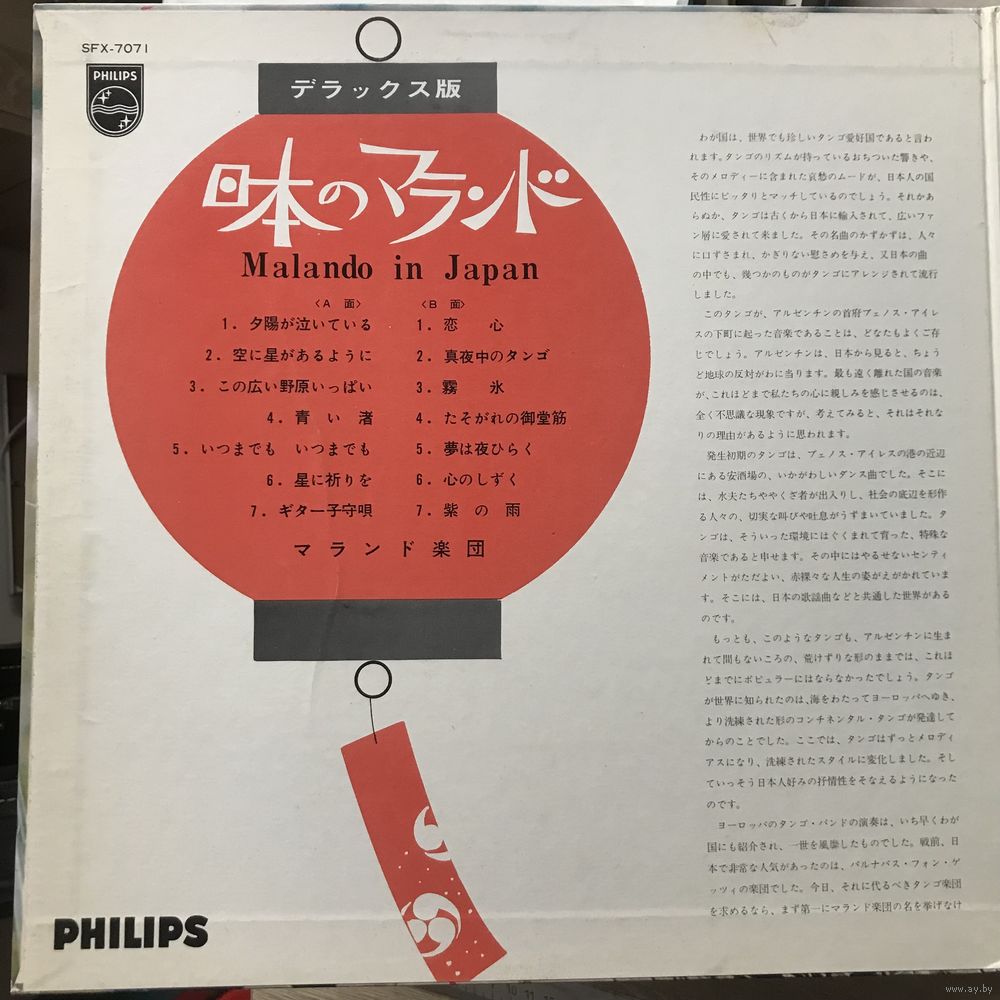 SFX-7071
PHILIPS
デラックス版
日本のマランド
Malando in Japan
〈A 面〉
1. 夕陽が泣いている
2. 空に星があるように
3. この広い野原いっぱい
4. 青い渚
5. いつまでも いつまでも
6. 星に祈りを
7. ギター子守唄
〈B 面〉
1. 恋 心
2. 真夜中のタンゴ
3. 霧 氷
4. たそがれの御堂筋
5. 夢は夜ひらく
6. 心のしずく
7. 紫の雨
マランド楽団
PHILIPS
わが国は、世界でも珍しいタンゴ愛好国であると言わ
れます。タンゴのリズムが持っているおちついた響きや、
そのメロディーに含まれた哀愁のムードが、日本人の国
民性にピッタリとマッチしているのでしょう。それかあ
らぬか、タンゴは古くから日本に輸入されて、広いファ
ン層に愛されて来ました。その名曲のかずかずは、人々
に口ずさまれ、かぎりない慰さめを与え、又日本の曲
の中でも、幾つかのものがタンゴにアレンジされて流行
しました。
このタンゴが、アルゼンチンの首府ブェノス・アイレ
スの下町に起った音楽であることは、どなたもよくご存
じでしょう。アルゼンチンは、日本から見ると、ちょう
ど地球の反対がわに当ります。最も遠く離れた国の音楽
が、これほどまで私たちの心に親しみを感じさせるのは、
全く不思議な現象ですが、考えてみると、それはそれな
りの理由があるように思われます。
発生初期のタンゴは、ブェノス・アイレスの港の近辺
にある安酒場の、いかがわしいダンス曲でした。そこに
は、水夫たちややくざ者が出入りし、社会の底辺を形作
る人々の、切実な叫びや吐息がうずまいていました。タ
ンゴは、そういった環境にはぐくまれて育った、特殊な
音楽であると申せます。その中にはやるせないセンティ
メントがただよい、赤裸々な人生の姿がえがかれていま
す。そこには、日本の歌謡曲などと共通した世界がある
のです。
もっとも、このようなタンゴも、アルゼンチンに生ま
れて間もないころの、荒けずりな形のままでは、これほ
どまでにポピュラーにはならなかったでしょう。タンゴ
が世界に知られたのは、海をわたってヨーロッパへゆき、
より洗練された形のコンチネンタル・タンゴが発達して
からのことでした。ここでは、タンゴはずっとメロディ
アスになり、洗練されたスタイルに変化しました。そし
ていっそう日本人好みの抒情性をそなえるようになった
のです。
ヨーロッパのタンゴ・バンドの演奏は、いち早くわが
国にも紹介され、一世を風靡したものでした。戦前、日
本で非常な人気があったのは、バルナバス・フォン・ゲ
ッツィの楽団でした。今日、それに代るべきタンゴ楽団
を求めるなら、まず第一にマランド楽団の名を挙げなけ
www.ay.by